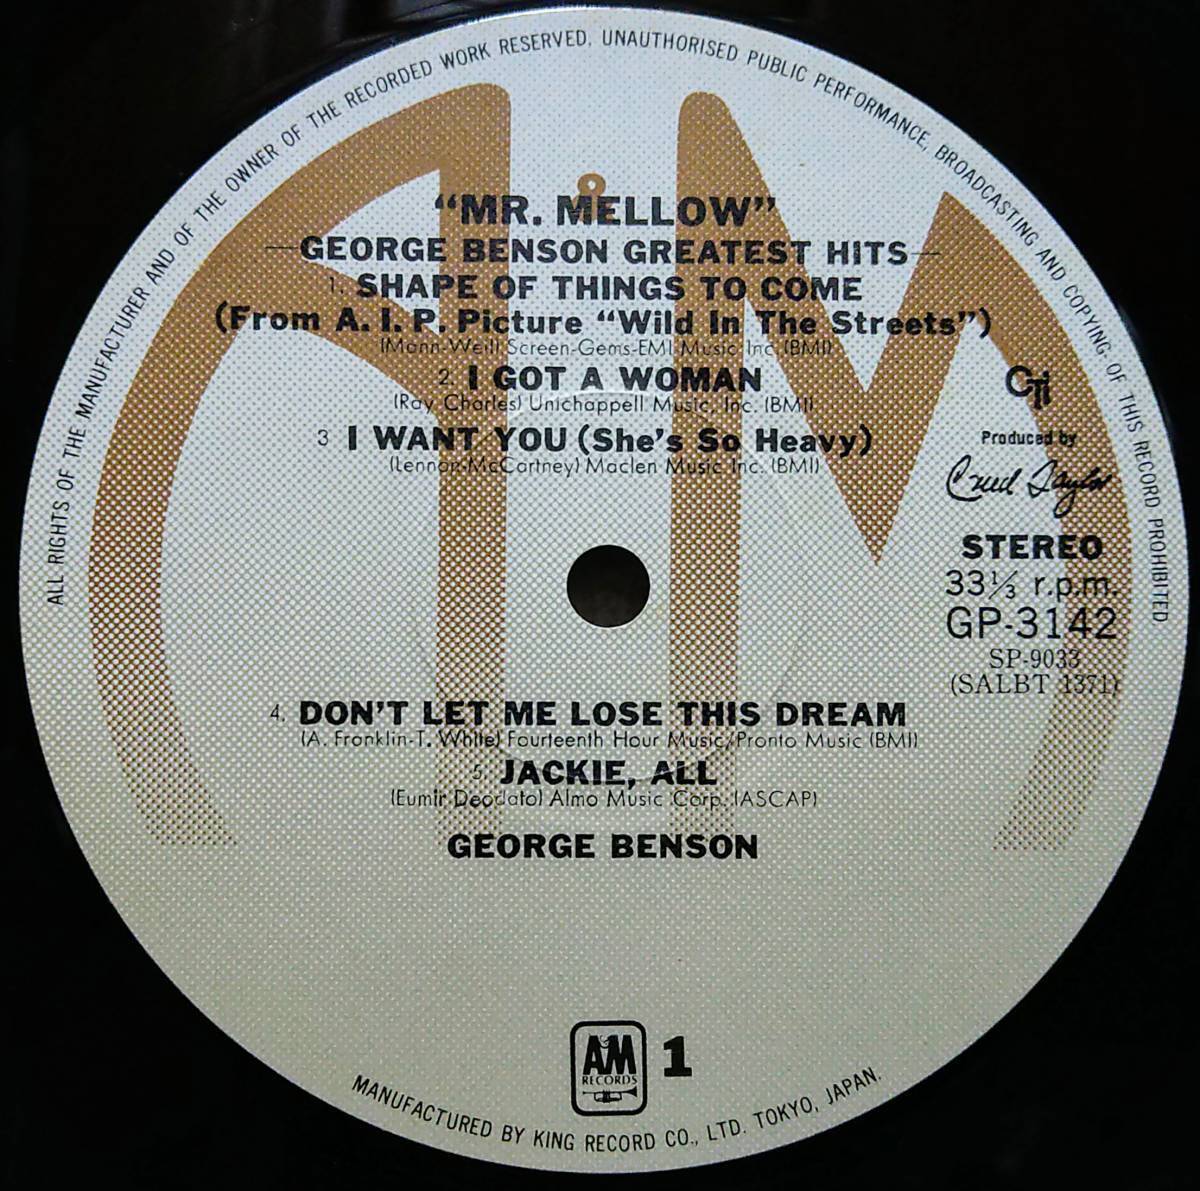 ALL RIGHTS OF THE MANUFACTURER AND OF THE OWNER OF THE RECORDED WORK RESERVED. UNAUTHORISED PUBLIC PERFORMANCE, BROADCASTING AND COPYING OF THIS RECORD PROHIBITED
"MR. MELLOW"
—GEORGE BENSON GREATEST HITS—
1. SHAPE OF THINGS TO COME
(From A. I. P. Picture "Wild In The Streets")
(Mann-Weill) Screen-Gems-EMI Music Inc. (BMI)
2. I GOT A WOMAN
(Ray Charles) Unichappell Music, Inc. (BMI)
3 I WANT YOU (She's So Heavy)
(Lennon-McCartney) Maclen Music Inc. (BMI)
CTi
Produced by
Creed Taylor
STEREO
33⅓ r.p.m.
GP-3142
SP-9033
(SALBT 1371)
4. DON'T LET ME LOSE THIS DREAM
(A. Franklin-T. White) Fourteenth Hour Music/Pronto Music (BMI)
5. JACKIE, ALL
(Eumir Deodato) Almo Music Corp. (ASCAP)
GEORGE BENSON
A&M
RECORDS
1
MANUFACTURED BY KING RECORD CO., LTD. TOKYO, JAPAN.